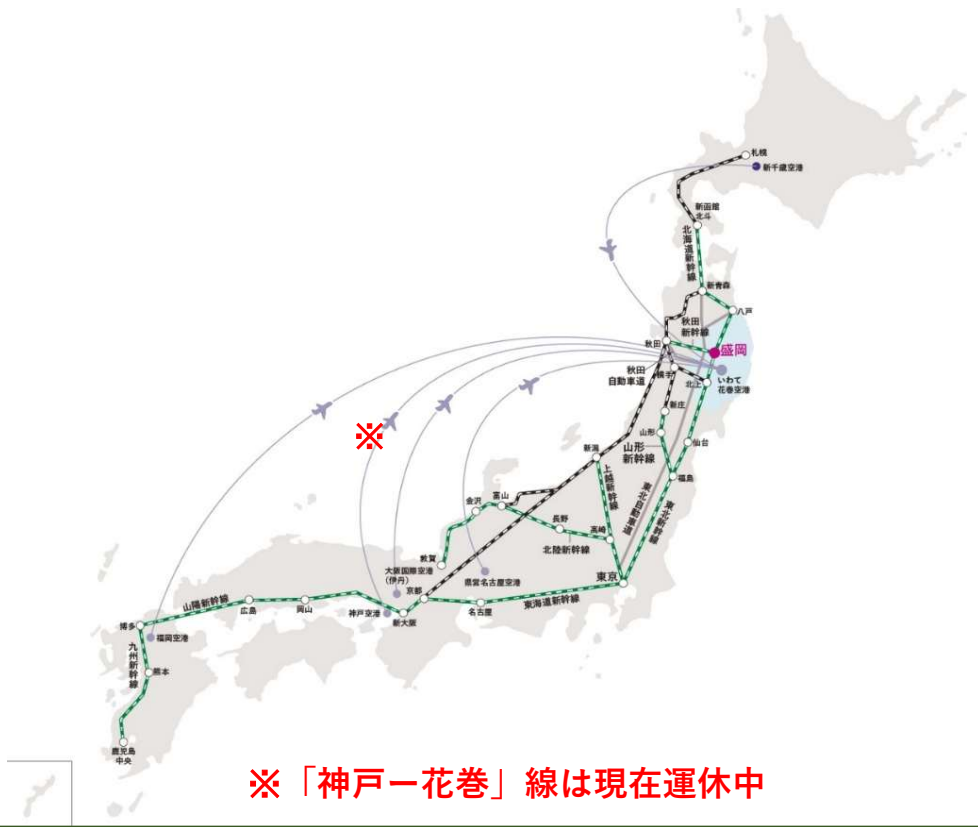 札幌
新千歳空港
新函館
北斗
北海道新幹線
新青森
八戸
秋田
新幹線
秋田
盛岡
いわて
花巻空港
秋田
自動車道
横手
北上
新庄
山形
山形
新幹線
仙台
福島
※
新潟
上越新幹線
東北自動車道
東北新幹線
金沢
富山
長野
高崎
北陸新幹線
敦賀
大阪国際空港
(伊丹)
京都
県営名古屋空港
東京
山陽新幹線
広島
岡山
神戸空港
新大阪
名古屋
東海道新幹線
博多
福岡空港
九州新幹線
熊本
鹿児島
中央
※「神戸ー花巻」線は現在運休中